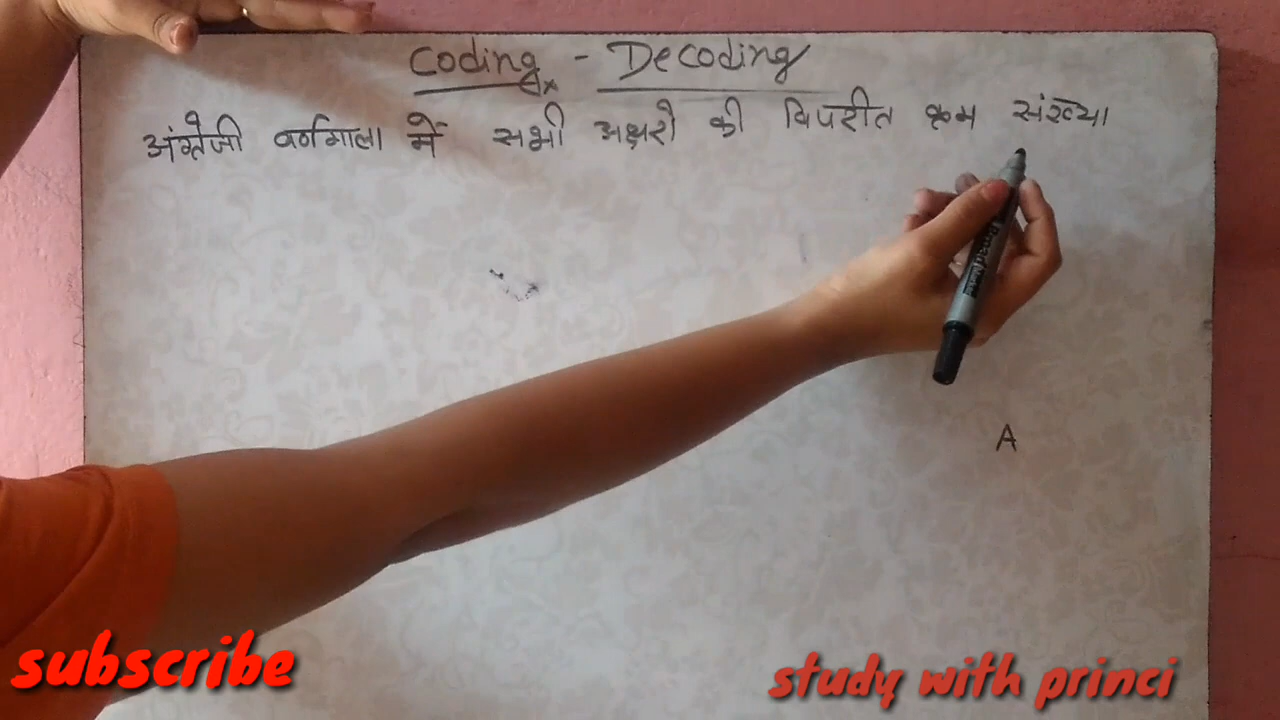 Coding - Decoding
अंग्रेजी वर्णमाला में सभी अक्षरो की विपरीत क्रम संख्या
A
subscribe
study with princi